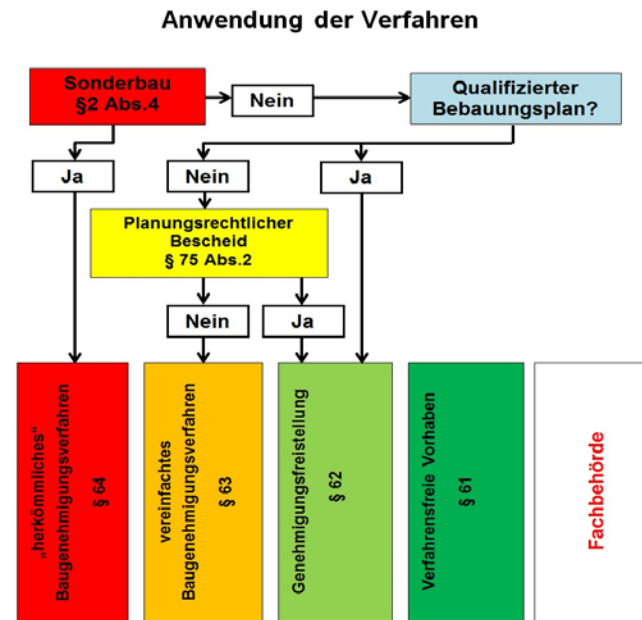 Anwendung der Verfahren
Sonderbau
§2 Abs.4
Nein
Qualifizierter
Bebauungsplan?
Ja
Nein
Ja
Planungsrechtlicher
Bescheid
§ 75 Abs.2
Nein
Ja
„herkömmliches“
Baugenehmigungsverfahren
§ 64
vereinfachtes
Baugenehmigungsverfahren
§ 63
Genehmigungsfreistellung
§ 62
Verfahrensfreie Vorhaben
§ 61
Fachbehörde